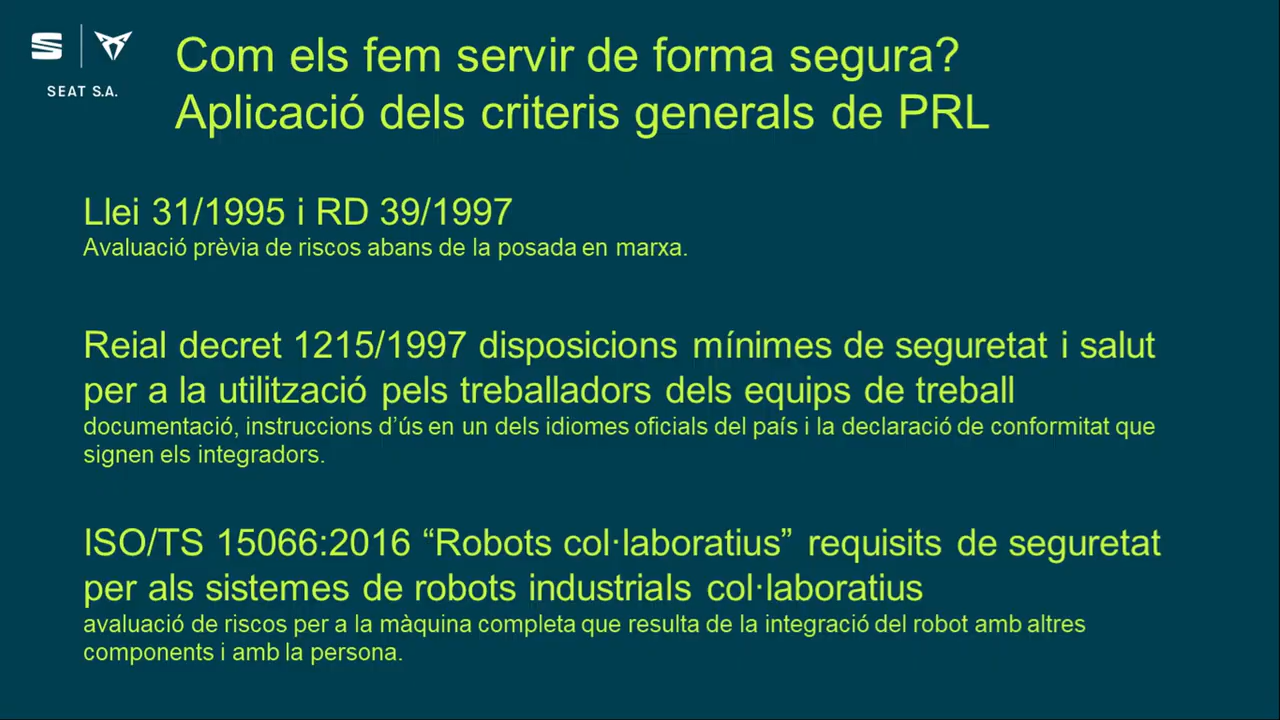 SEAT S.A.
Com els fem servir de forma segura?
Aplicació dels criteris generals de PRL
Llei 31/1995 i RD 39/1997
Avaluació prèvia de riscos abans de la posada en marxa.
Reial decret 1215/1997 disposicions mínimes de seguretat i salut
per a la utilització pels treballadors dels equips de treball
documentació, instruccions d’ús en un dels idiomes oficials del país i la declaració de conformitat que
signen els integradors.
ISO/TS 15066:2016 “Robots col·laboratius” requisits de seguretat
per als sistemes de robots industrials col·laboratius
avaluació de riscos per a la màquina completa que resulta de la integració del robot amb altres
components i amb la persona.